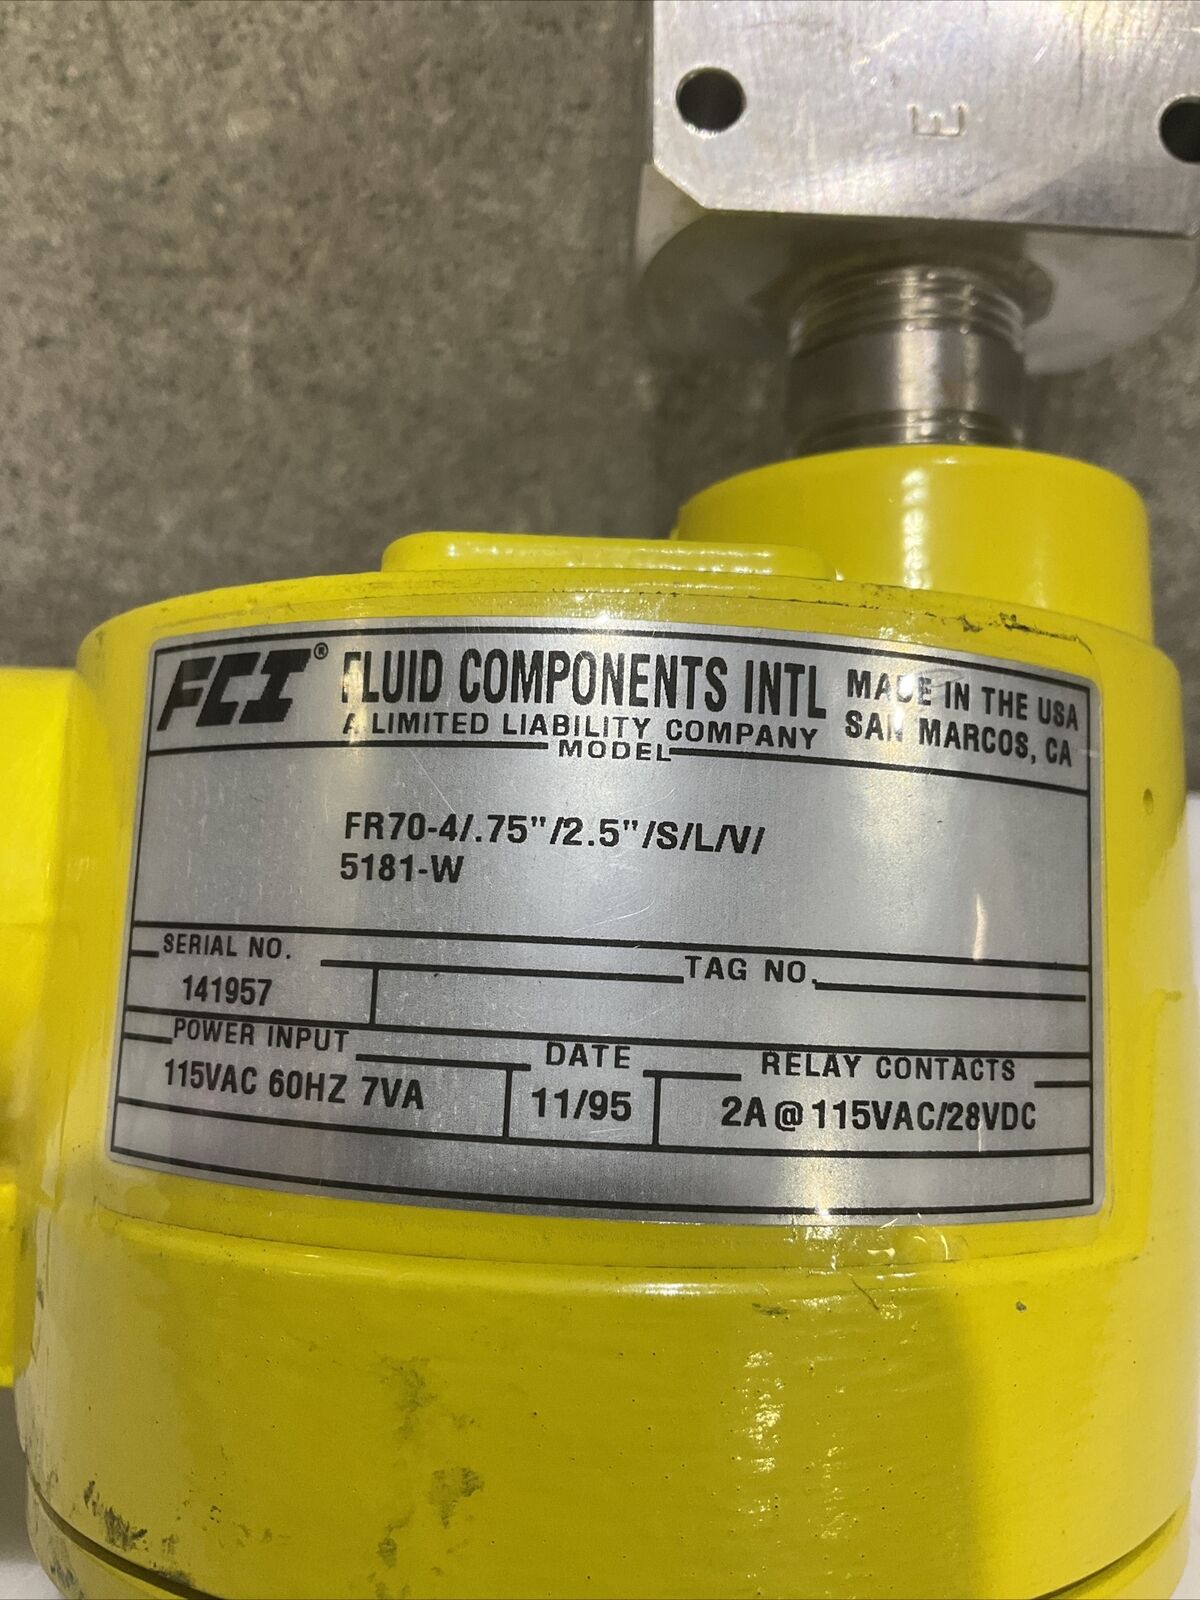 E
FCI® FLUID COMPONENTS INTL
A LIMITED LIABILITY COMPANY
MADE IN THE USA
SAN MARCOS, CA
MODEL
FR70-4/.75"/2.5"/S/L/V/
5181-W
SERIAL NO.
141957
TAG NO.
POWER INPUT
115VAC 60HZ 7VA
DATE
11/95
RELAY CONTACTS
2A @ 115VAC/28VDC